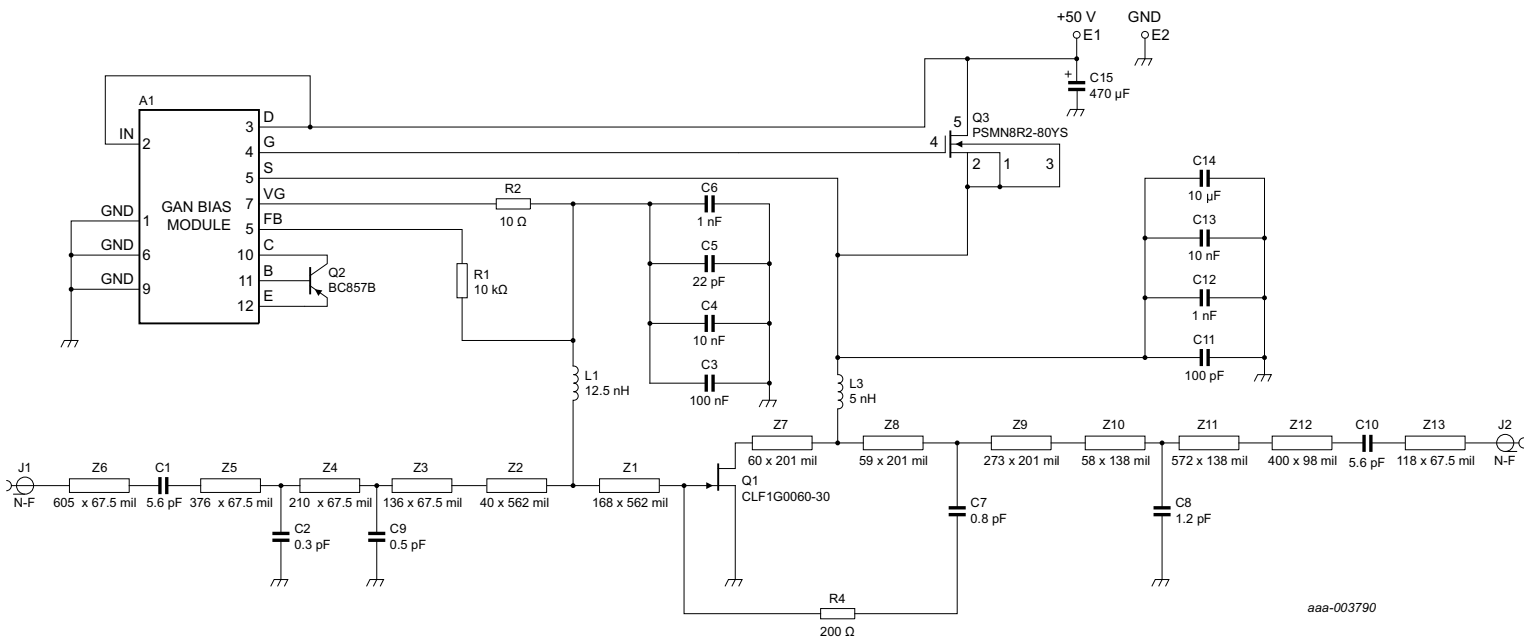 +50 V
GND
E1
E2
+
C15
470 µF
A1
IN
2
3
D
4
G
5
S
7
VG
5
FB
10
C
11
B
12
E
GAN BIAS
MODULE
GND
1
GND
6
GND
9
Q2
BC857B
R1
10 kΩ
R2
10 Ω
C6
1 nF
C5
22 pF
C4
10 nF
C3
100 nF
Q3
PSMN8R2-80YS
5
4
2
1
3
C14
10 µF
C13
10 nF
C12
1 nF
C11
100 pF
L1
12.5 nH
L3
5 nH
Z7
60 x 201 mil
Z8
59 x 201 mil
Z9
273 x 201 mil
Z10
58 x 138 mil
Z11
572 x 138 mil
Z12
400 x 98 mil
C10
5.6 pF
Z13
118 x 67.5 mil
J2
N-F
J1
N-F
Z6
605 x 67.5 mil
C1
5.6 pF
Z5
376 x 67.5 mil
Z4
210 x 67.5 mil
Z3
136 x 67.5 mil
Z2
40 x 562 mil
Z1
168 x 562 mil
Q1
CLF1G0060-30
C2
0.3 pF
C9
0.5 pF
C7
0.8 pF
C8
1.2 pF
R4
200 Ω
aaa-003790